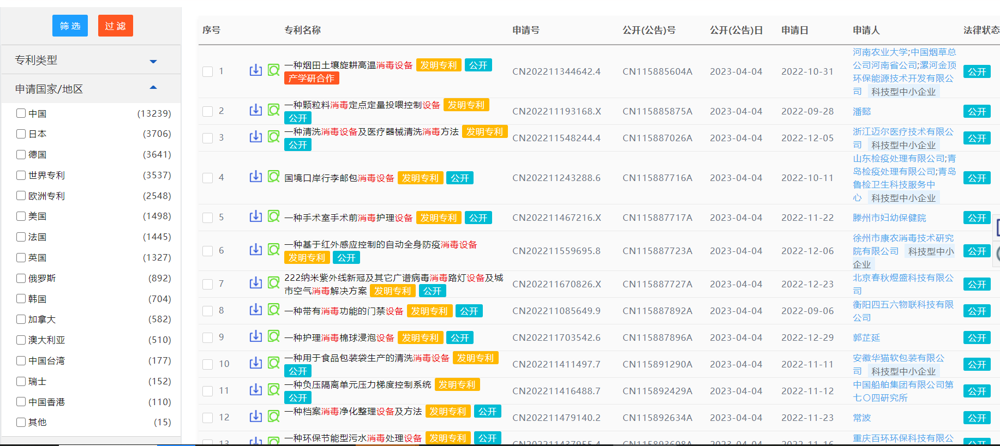 筛 选 过 滤
专利类型
申请国家/地区
中国 (13239)
日本 (3706)
德国 (3641)
世界专利 (3537)
欧洲专利 (2548)
美国 (1498)
法国 (1445)
英国 (1327)
俄罗斯 (892)
韩国 (704)
加拿大 (582)
澳大利亚 (510)
中国台湾 (177)
瑞士 (152)
中国香港 (110)
其他 (15)
序号 专利名称 申请号 公开(公告)号 公开(公告)日 申请日 申请人 法律状态
1 一种烟田土壤旋耕高温消毒设备 发明专利 公开
产学研合作
CN202211344642.4 CN115885604A 2023-04-04 2022-10-31
河南农业大学;中国烟草总
公司河南省公司;漯河金顶
环保能源技术开发有限公
司 科技型中小企业
公开
2 一种颗粒料消毒定点定量投喂控制设备 发明专利
公开
CN202211193168.X CN115885875A 2023-04-04 2022-09-28 潘懿 公开
3 一种清洗消毒设备及医疗器械清洗消毒方法 发明专利
公开
CN202211548244.4 CN115887026A 2023-04-04 2022-12-05
浙江迈尔医疗技术有限公
司 科技型中小企业
公开
4 国境口岸行李邮包消毒设备 发明专利 公开
CN202211243288.6 CN115887716A 2023-04-04 2022-10-11
山东检疫处理有限公司;青
岛检疫处理有限公司;青岛
鲁检卫生科技服务中
心 科技型中小企业
公开
5 一种手术室手术前消毒护理设备 发明专利 公开
CN202211467216.X CN115887717A 2023-04-04 2022-11-22 滕州市妇幼保健院 公开
6 一种基于红外感应控制的自动全身防疫消毒设备
发明专利 公开
CN202211559695.8 CN115887723A 2023-04-04 2022-12-06
徐州市康农消毒技术研究
院有限公司 科技型中小
企业
公开
7 222纳米紫外线新冠及其它广谱病毒消毒路灯设备及城
市空气消毒解决方案 发明专利 公开
CN202211670826.X CN115887727A 2023-04-04 2022-12-23
北京春秋煜盛科技有限公
司
公开
8 一种带有消毒功能的门禁设备 发明专利 公开
CN202211085649.9 CN115887892A 2023-04-04 2022-09-06
衡阳四五六物联科技有限
公司
公开
9 一种护理消毒棉球浸泡设备 发明专利 公开
CN202211703542.6 CN115887896A 2023-04-04 2022-12-29 郭芷延 公开
10 一种用于食品包装袋生产的清洗消毒设备 发明专利
公开
CN202211411497.7 CN115891290A 2023-04-04 2022-11-11
安徽华猫软包装有限公
司 科技型中小企业
公开
11 一种负压隔离单元压力梯度控制系统 发明专利
公开
CN202211416488.7 CN115892429A 2023-04-04 2022-11-12
中国船舶集团有限公司第
七〇四研究所
公开
12 一种档案消毒净化整理设备及方法 发明专利 公开
CN202211479140.2 CN115892634A 2023-04-04 2022-11-23 常波 公开
13 一种环保节能型污水消毒处理设备 发明专利 公开
CN202211437955.4 CN115893608A 2023-04-04 2022-11-16
重庆百环环保科技有限公
公开